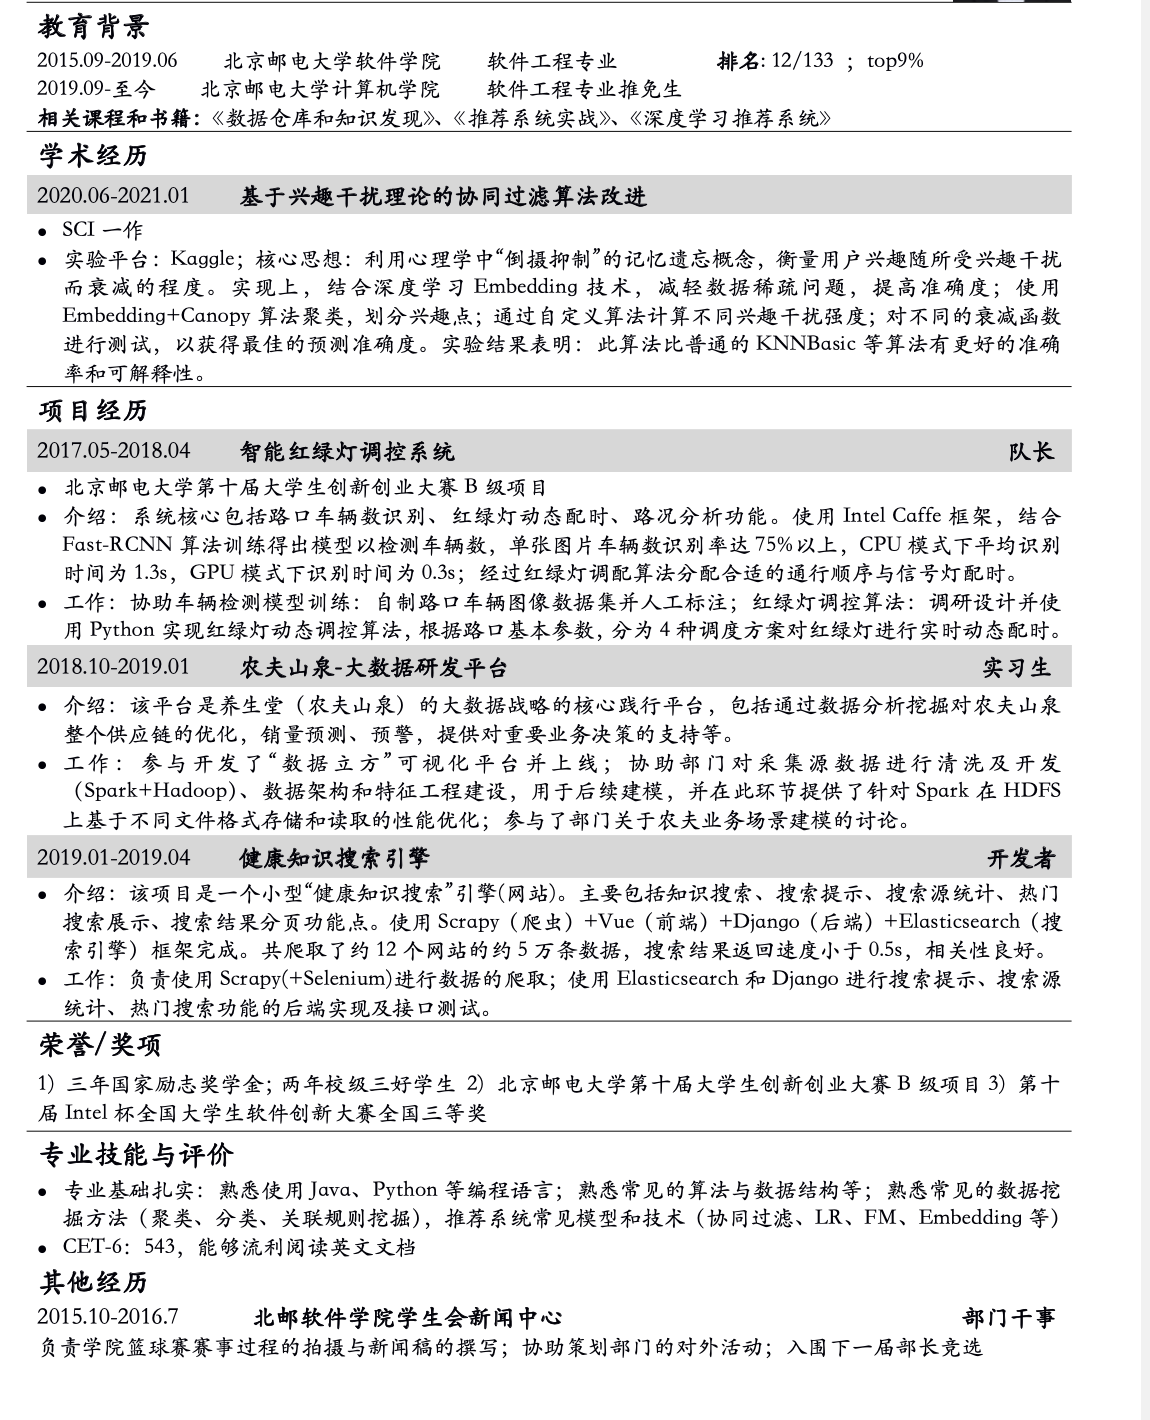 教育背景
2015.09-2019.06 北京邮电大学软件学院 软件工程专业 排名: 12/133 ；top9%
2019.09-至今 北京邮电大学计算机学院 软件工程专业推免生
相关课程和书籍：《数据仓库和知识发现》、《推荐系统实战》、《深度学习推荐系统》
学术经历
2020.06-2021.01 基于兴趣干扰理论的协同过滤算法改进
● SCI 一作
● 实验平台：Kaggle；核心思想：利用心理学中“倒摄抑制”的记忆遗忘概念，衡量用户兴趣随所受兴趣干扰
而衰减的程度。实现上，结合深度学习 Embedding 技术，减轻数据稀疏问题，提高准确度；使用
Embedding+Canopy 算法聚类，划分兴趣点；通过自定义算法计算不同兴趣干扰强度；对不同的衰减函数
进行测试，以获得最佳的预测准确度。实验结果表明：此算法比普通的 KNNBasic 等算法有更好的准确
率和可解释性。
项目经历
2017.05-2018.04 智能红绿灯调控系统 队长
● 北京邮电大学第十届大学生创新创业大赛 B 级项目
● 介绍：系统核心包括路口车辆数识别、红绿灯动态配时、路况分析功能。使用 Intel Caffe 框架，结合
Fast-RCNN 算法训练得出模型以检测车辆数，单张图片车辆数识别率达 75%以上，CPU 模式下平均识别
时间为 1.3s，GPU 模式下识别时间为 0.3s；经过红绿灯调配算法分配合适的通行顺序与信号灯配时。
● 工作：协助车辆检测模型训练：自制路口车辆图像数据集并人工标注；红绿灯调控算法：调研设计并使
用 Python 实现红绿灯动态调控算法，根据路口基本参数，分为 4 种调度方案对红绿灯进行实时动态配时。
2018.10-2019.01 农夫山泉-大数据研发平台 实习生
● 介绍：该平台是养生堂（农夫山泉）的大数据战略的核心践行平台，包括通过数据分析挖掘对农夫山泉
整个供应链的优化，销量预测、预警，提供对重要业务决策的支持等。
● 工作：参与开发了“数据立方”可视化平台并上线；协助部门对采集源数据进行清洗及开发
（Spark+Hadoop）、数据架构和特征工程建设，用于后续建模，并在此环节提供了针对 Spark 在 HDFS
上基于不同文件格式存储和读取的性能优化；参与了部门关于农夫业务场景建模的讨论。
2019.01-2019.04 健康知识搜索引擎 开发者
● 介绍：该项目是一个小型“健康知识搜索”引擎(网站)。主要包括知识搜索、搜索提示、搜索源统计、热门
搜索展示、搜索结果分页功能点。使用 Scrapy（爬虫）+Vue（前端）+Django（后端）+Elasticsearch（搜
索引擎）框架完成。共爬取了约 12 个网站的约 5 万条数据，搜索结果返回速度小于 0.5s，相关性良好。
● 工作：负责使用 Scrapy(+Selenium)进行数据的爬取；使用 Elasticsearch 和 Django 进行搜索提示、搜索源
统计、热门搜索功能的后端实现及接口测试。
荣誉/奖项
1）三年国家励志奖学金；两年校级三好学生 2）北京邮电大学第十届大学生创新创业大赛 B 级项目 3）第十
届 Intel 杯全国大学生软件创新大赛全国三等奖
专业技能与评价
● 专业基础扎实：熟悉使用 Java、Python 等编程语言；熟悉常见的算法与数据结构等；熟悉常见的数据挖
掘方法（聚类、分类、关联规则挖掘），推荐系统常见模型和技术（协同过滤、LR、FM、Embedding 等）
● CET-6：543，能够流利阅读英文文档
其他经历
2015.10-2016.7 北邮软件学院学生会新闻中心 部门干事
负责学院篮球赛赛事过程的拍摄与新闻稿的撰写；协助策划部门的对外活动；入围下一届部长竞选